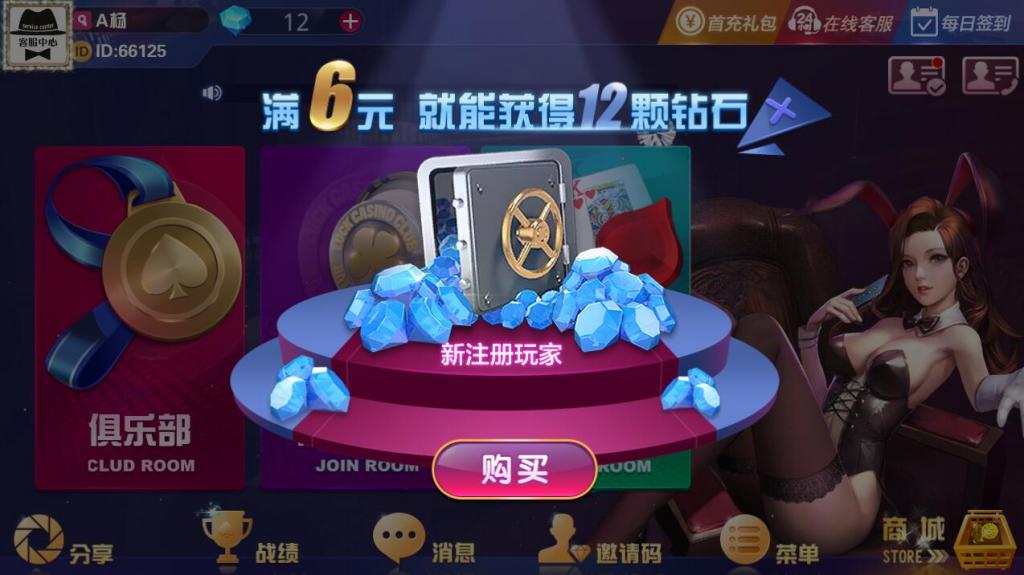 service center
客服中心
A杨
ID:66125
12
首充礼包
24
在线客服
每日签到
满6元 就能获得12颗钻石
新注册玩家
购买
俱乐部
CLUD ROOM
JOIN ROOM
ROOM
分享
战绩
消息
邀请码
菜单
商城
STORE